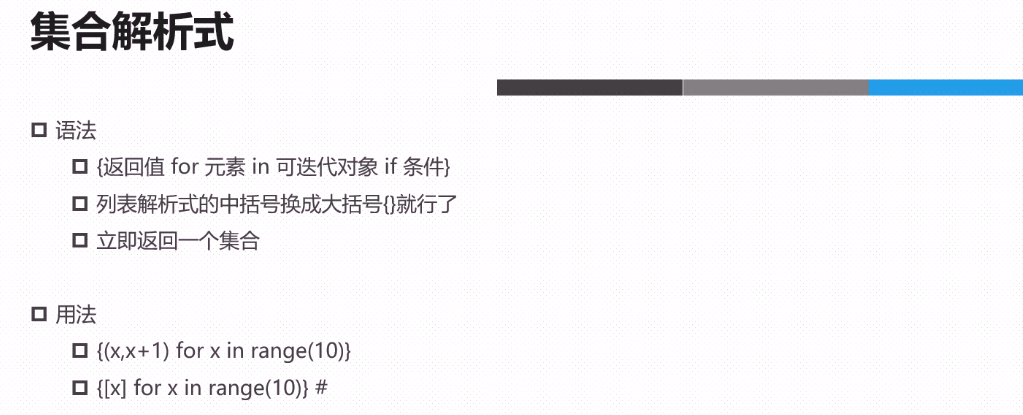 集合解析式
语法
{返回值 for 元素 in 可迭代对象 if 条件}
列表解析式的中括号换成大括号{}就行了
立即返回一个集合
用法
{(x,x+1) for x in range(10)}
{[x] for x in range(10)} #